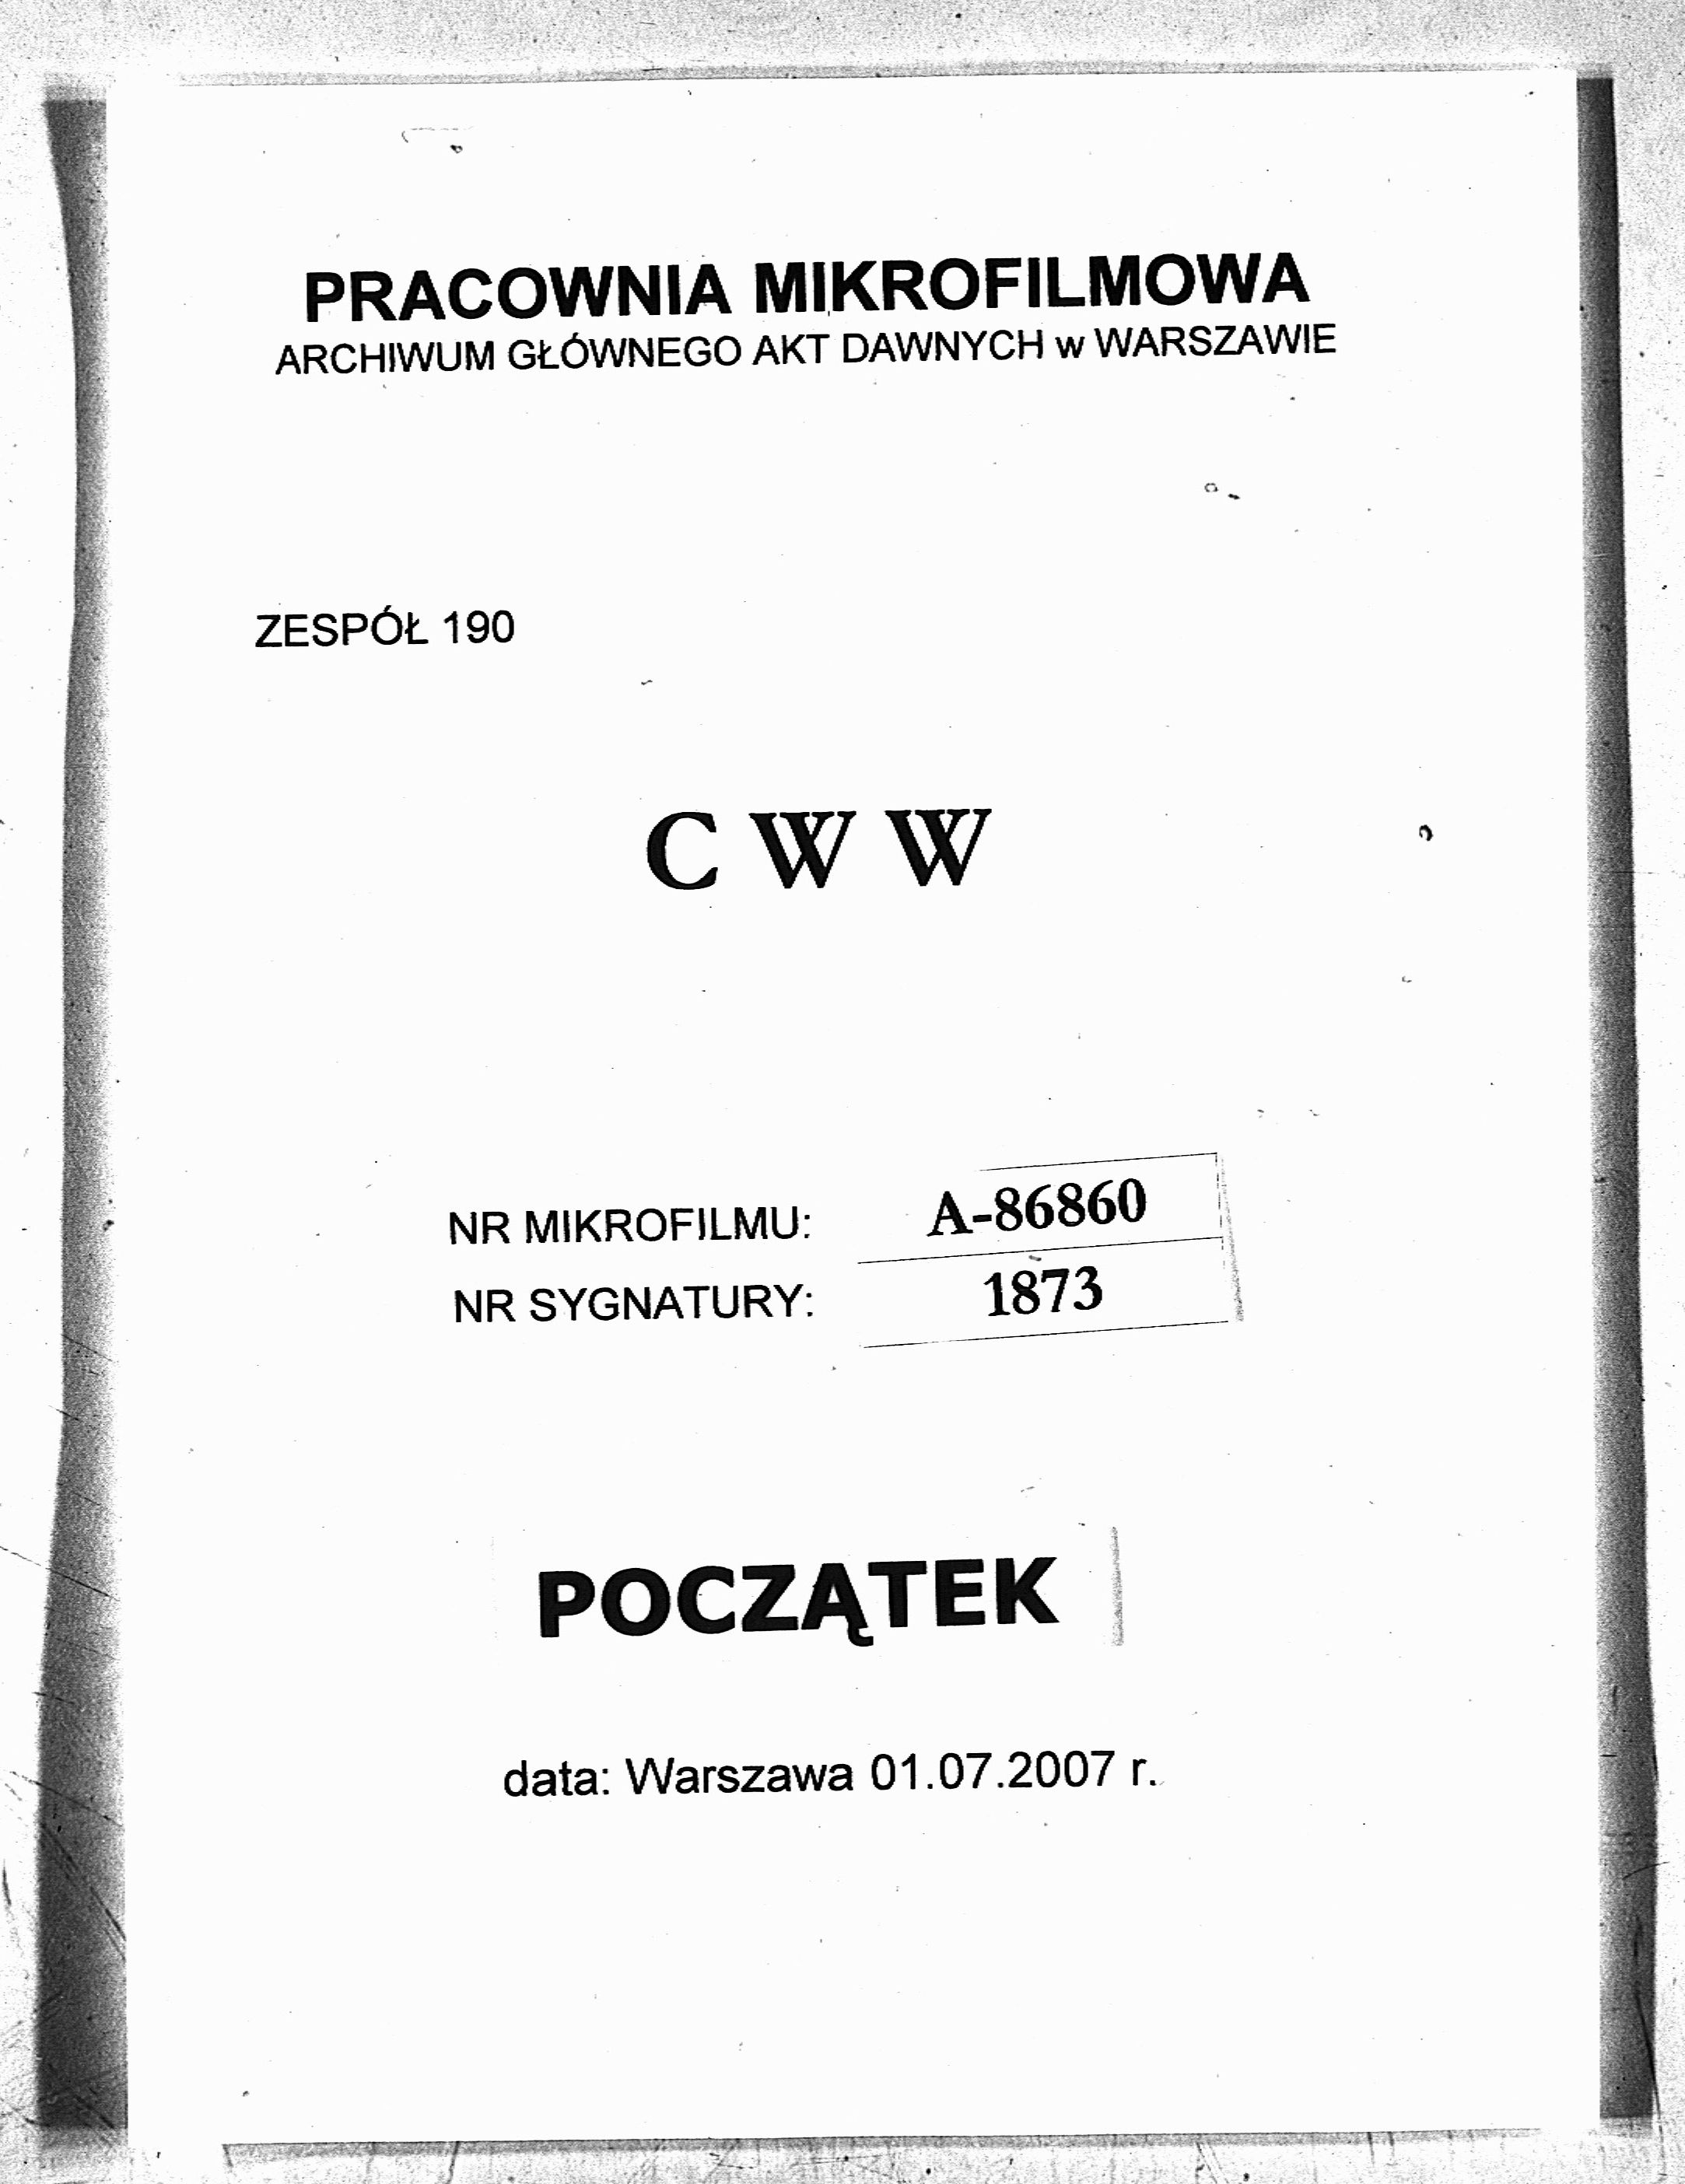 PRACOWNIA MIKROFILMOWA
ARCHIWUM GŁÓWNEGO AKT DAWNYCH w WARSZAWIE
ZESPÓŁ 190
C W W
NR MIKROFILMU: A-86860
NR SYGNATURY: 1873
POCZĄTEK
data: Warszawa 01.07.2007 r.